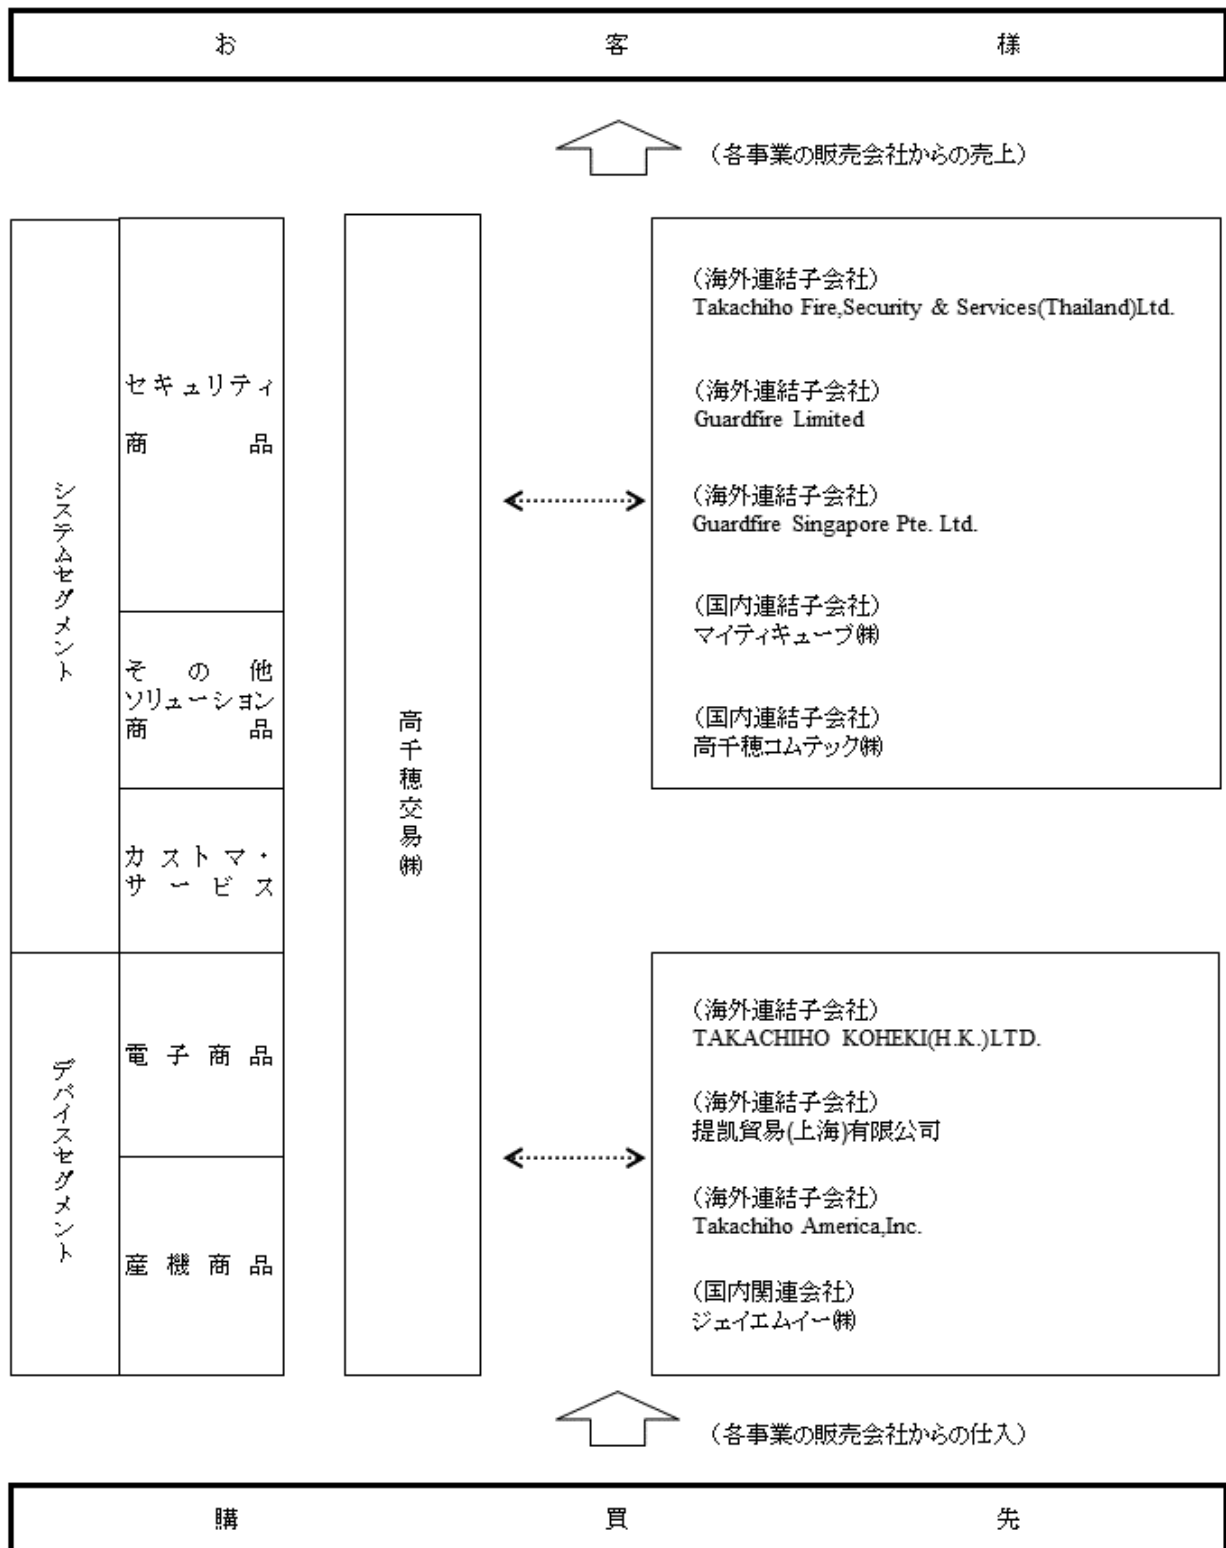 お客様
（各事業の販売会社からの売上）
システムセグメント
セキュリティ
商品
その他
ソリューション
商品
カストマ・
サービス
高千穂交易㈱
（海外連結子会社）
Takachiho Fire,Security & Services(Thailand)Ltd.
（海外連結子会社）
Guardfire Limited
（海外連結子会社）
Guardfire Singapore Pte. Ltd.
（国内連結子会社）
マイティキューブ㈱
（国内連結子会社）
高千穂コムテック㈱
デバイスセグメント
電子商品
産機商品
（海外連結子会社）
TAKACHIHO KOHEKI(H.K.)LTD.
（海外連結子会社）
提凱貿易(上海)有限公司
（海外連結子会社）
Takachiho America,Inc.
（国内関連会社）
ジェイエムイー㈱
（各事業の販売会社からの仕入）
購買先